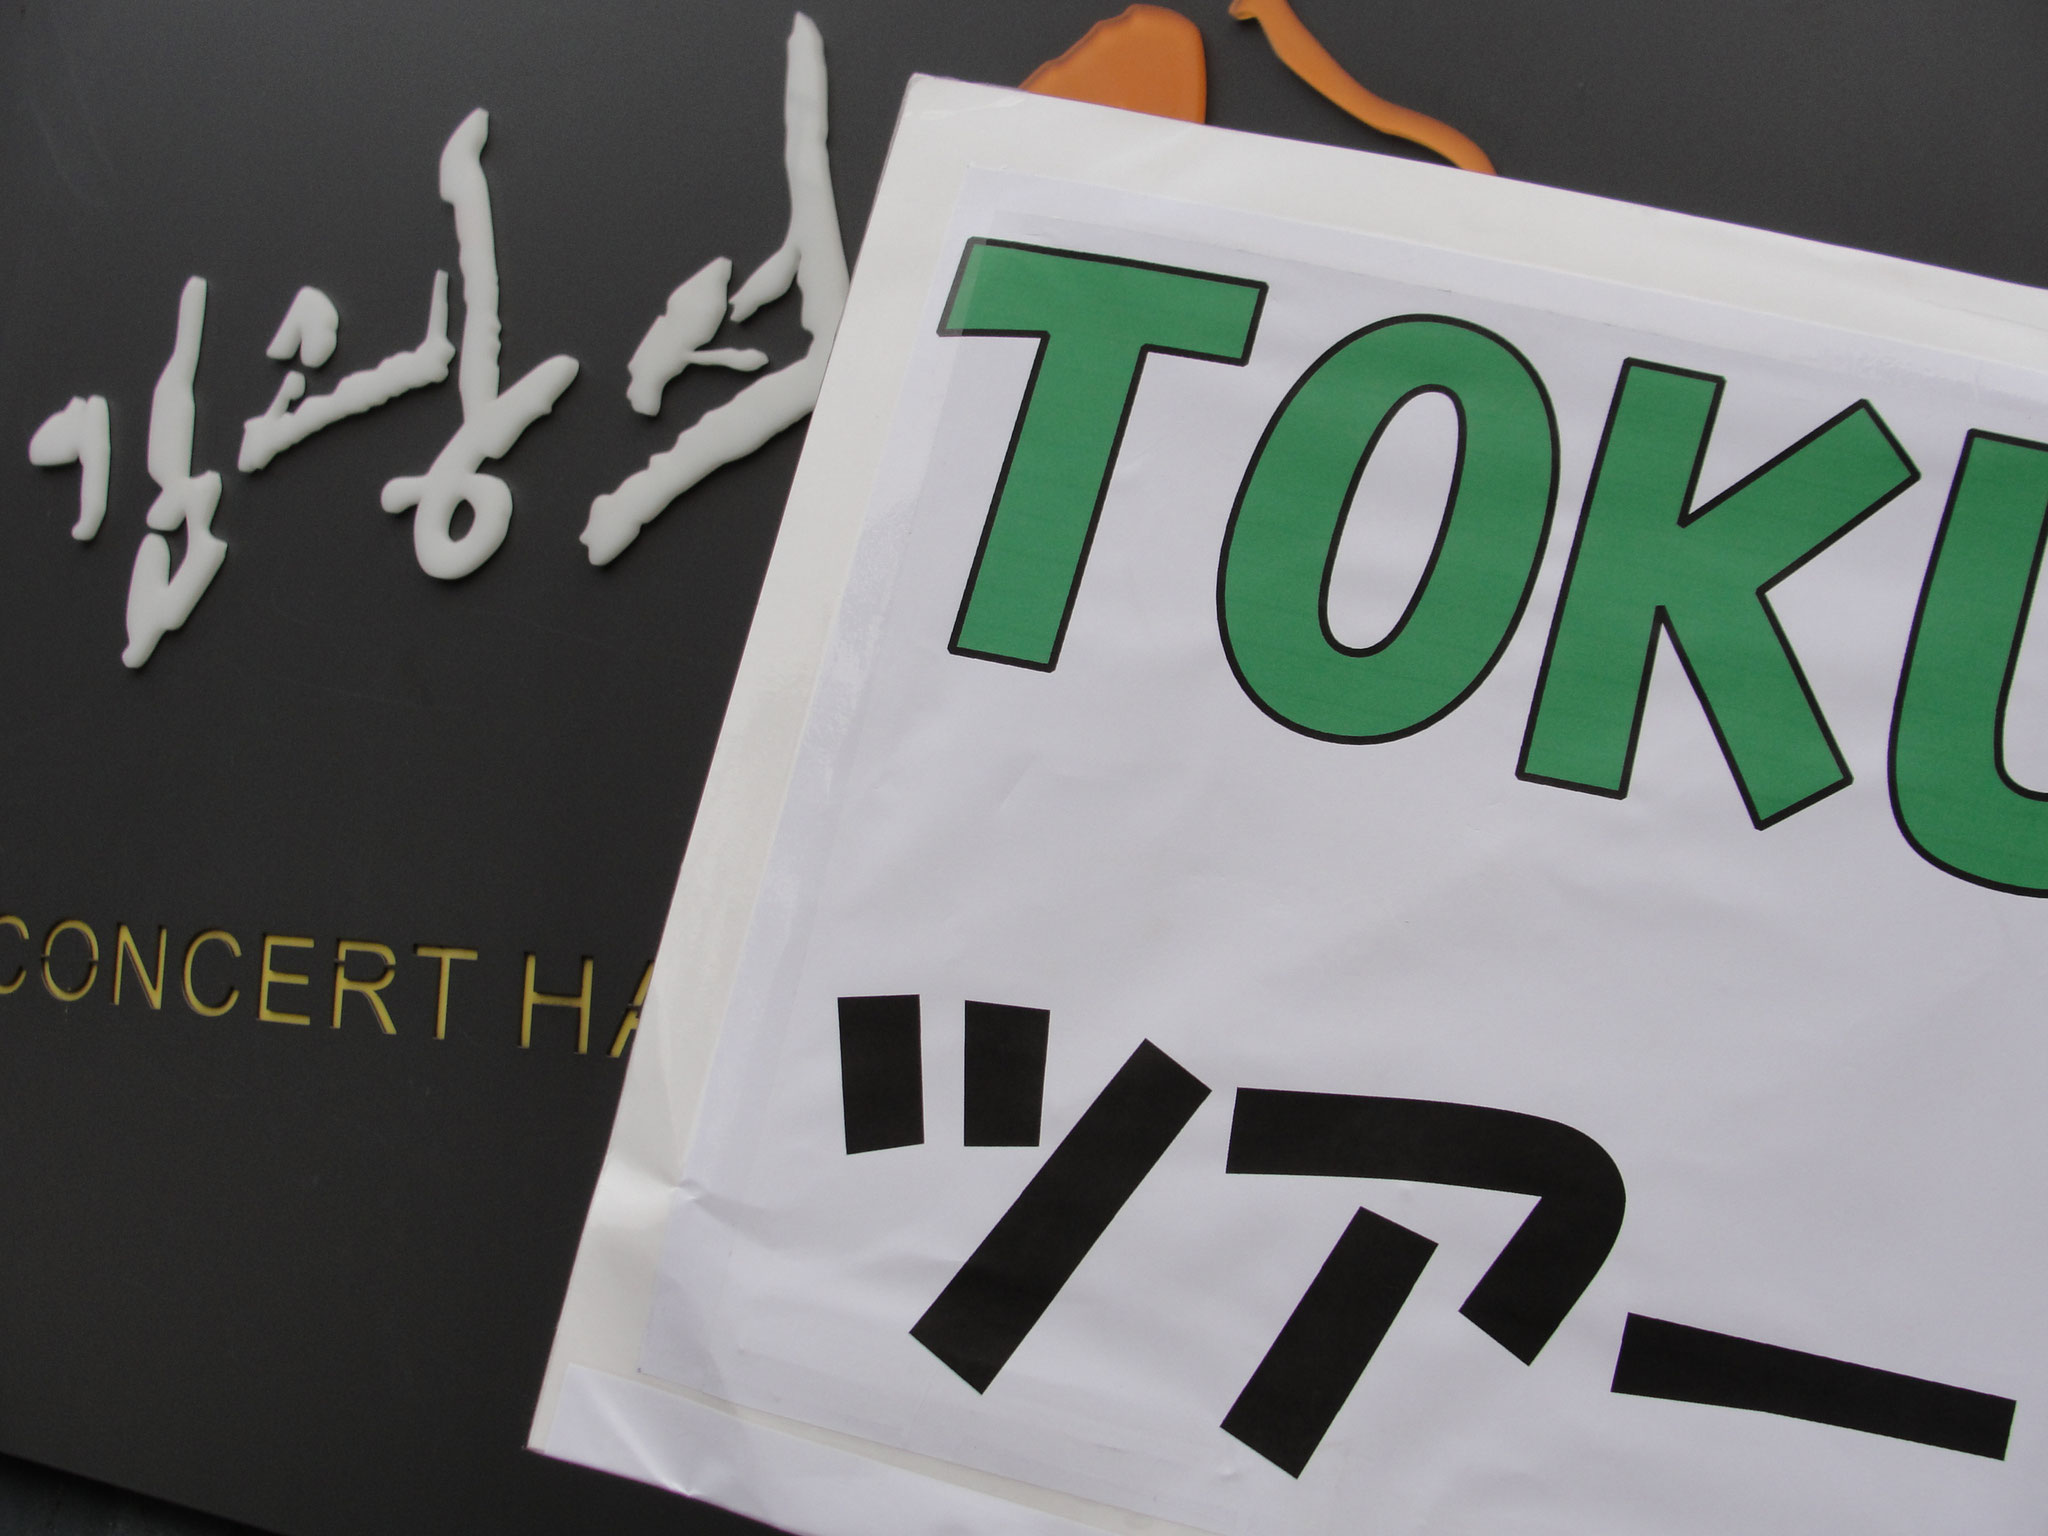 CONCERT HA
TOKU
ツアー